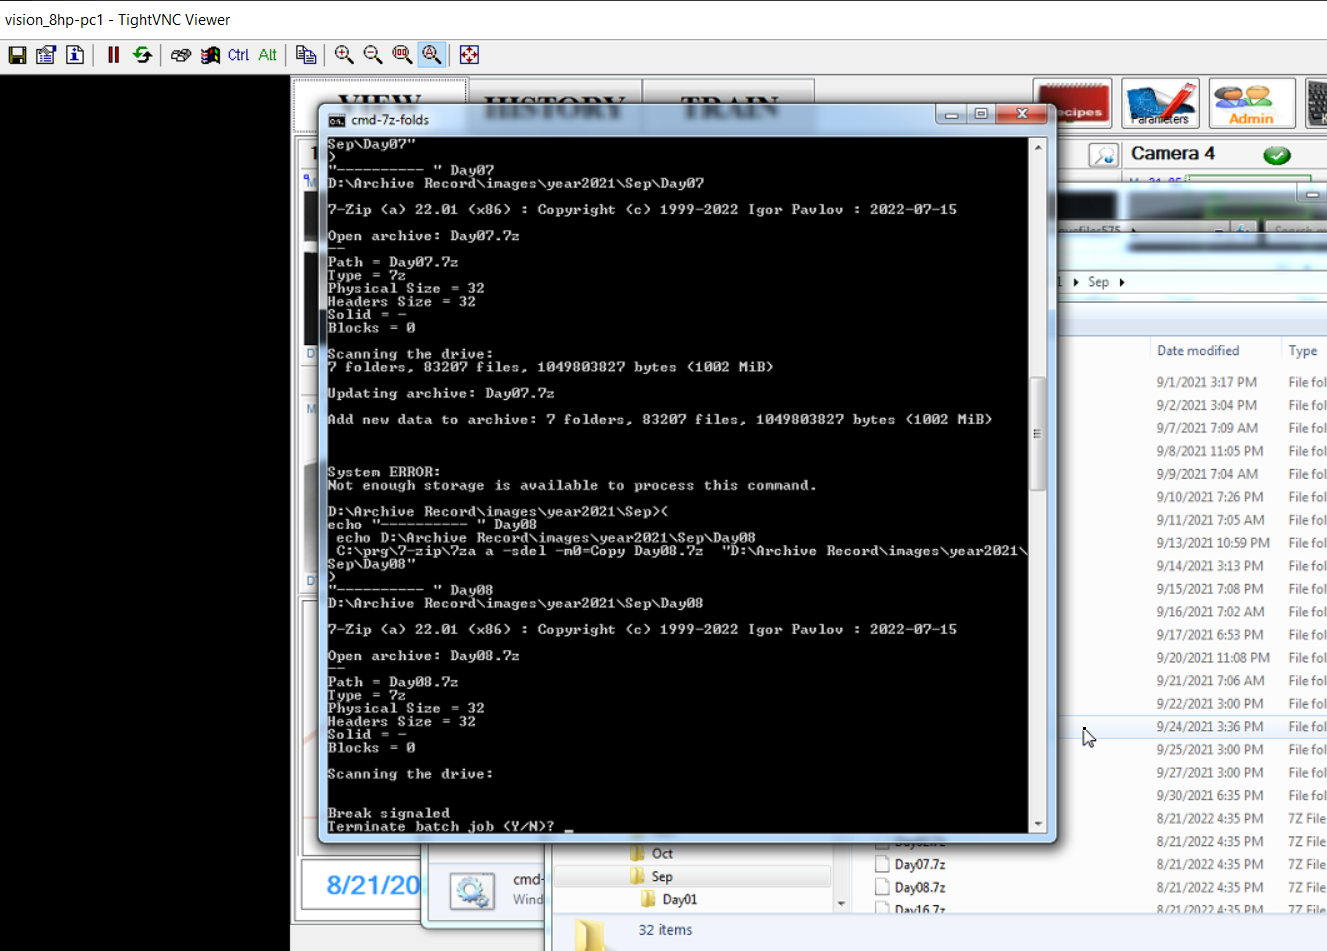 vision_8hp-pc1 - TightVNC Viewer
Ctrl Alt
VIEW HISTORY TRAIN
Parameters
Admin
Camera 4
cmd-7z-folds
Sep\Day07"
)
"---------- " Day07
D:\Archive Record\images\year2021\Sep\Day07
7-Zip (a) 22.01 (x86) : Copyright (c) 1999-2022 Igor Pavlov : 2022-07-15
Open archive: Day07.7z
--
Path = Day07.7z
Type = 7z
Physical Size = 32
Headers Size = 32
Solid = -
Blocks = 0
Scanning the drive:
7 folders, 83207 files, 1049803827 bytes (1002 MiB)
Updating archive: Day07.7z
Add new data to archive: 7 folders, 83207 files, 1049803827 bytes (1002 MiB)
System ERROR:
Not enough storage is available to process this command.
D:\Archive Record\images\year2021\Sep>(
echo "---------- " Day08
echo D:\Archive Record\images\year2021\Sep\Day08
C:\prg\7-zip\7za a -sdel -m0=Copy Day08.7z "D:\Archive Record\images\year2021\
Sep\Day08"
)
"---------- " Day08
D:\Archive Record\images\year2021\Sep\Day08
7-Zip (a) 22.01 (x86) : Copyright (c) 1999-2022 Igor Pavlov : 2022-07-15
Open archive: Day08.7z
--
Path = Day08.7z
Type = 7z
Physical Size = 32
Headers Size = 32
Solid = -
Blocks = 0
Scanning the drive:
Break signaled
Terminate batch job (Y/N)? _
Sep
Date modified Type
9/1/2021 3:17 PM File fol
9/2/2021 3:04 PM File fol
9/7/2021 7:09 AM File fol
9/8/2021 11:05 PM File fol
9/9/2021 7:04 AM File fol
9/10/2021 7:26 PM File fol
9/11/2021 7:05 AM File fol
9/13/2021 10:59 PM File fol
9/14/2021 3:13 PM File fol
9/15/2021 7:08 PM File fol
9/16/2021 7:02 AM File fol
9/17/2021 6:53 PM File fol
9/20/2021 11:08 PM File fol
9/21/2021 7:06 AM File fol
9/22/2021 3:00 PM File fol
9/24/2021 3:36 PM File fol
9/25/2021 3:00 PM File fol
9/27/2021 3:00 PM File fol
9/30/2021 6:35 PM File fol
8/21/2022 4:35 PM 7Z File
8/21/2022 4:35 PM 7Z File
Day07.7z 8/21/2022 4:35 PM 7Z File
Day08.7z 8/21/2022 4:35 PM 7Z File
Day16.7z 8/21/2022 4:35 PM 7Z File
Oct
Sep
Day01
32 items
8/21/20
cmd-
Wind